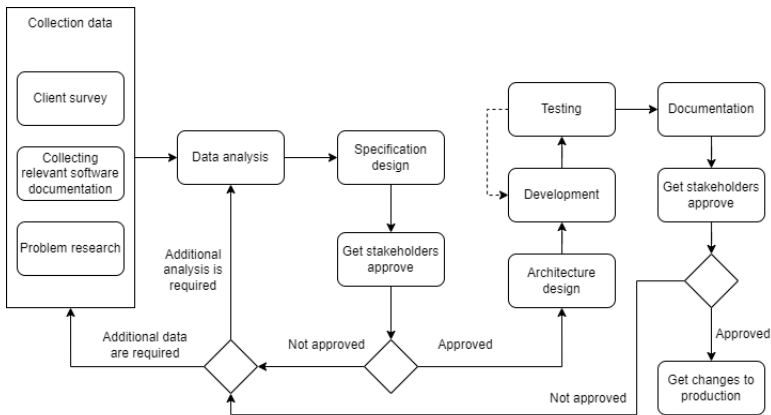 Collection data
Client survey
Collecting
relevant software
documentation
Problem research
Data analysis
Specification
design
Get stakeholders
approve
Additional
analysis is
required
Additional data
are required
Not approved
Approved
Testing
Development
Architecture
design
Documentation
Get stakeholders
approve
Approved
Not approved
Get changes to
production